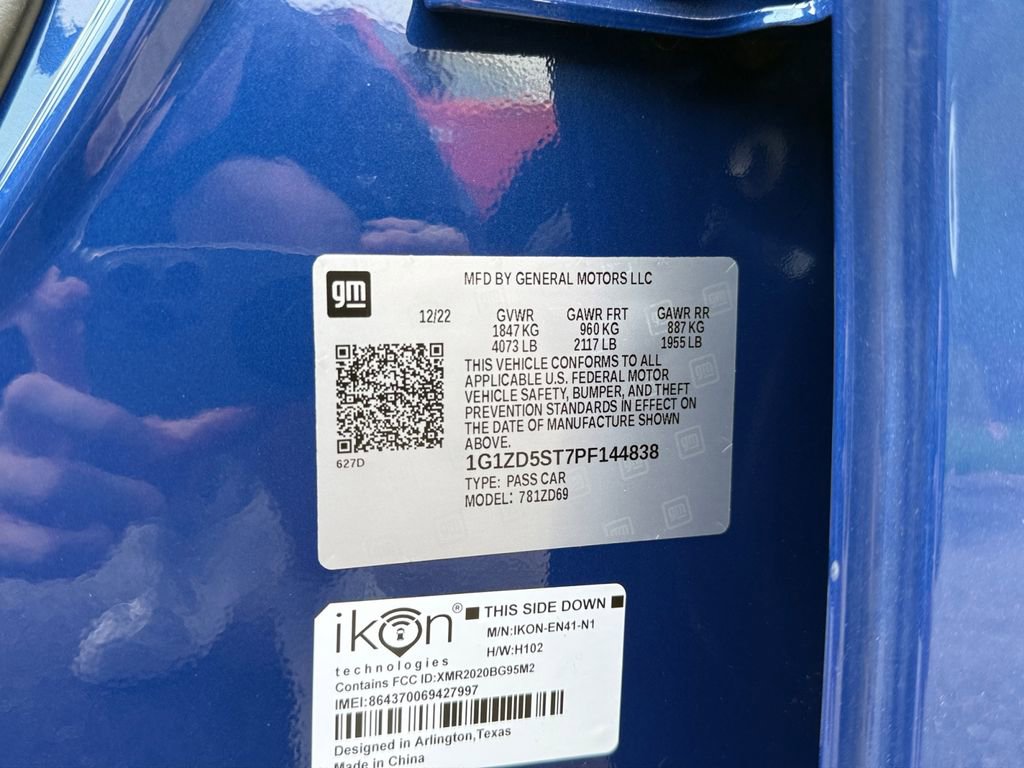 gm
MFD BY GENERAL MOTORS LLC
12/22 GVWR GAWR FRT GAWR RR
1847 KG 960 KG 887 KG
4073 LB 2117 LB 1955 LB
THIS VEHICLE CONFORMS TO ALL
APPLICABLE U.S. FEDERAL MOTOR
VEHICLE SAFETY, BUMPER, AND THEFT
PREVENTION STANDARDS IN EFFECT ON
THE DATE OF MANUFACTURE SHOWN
ABOVE.
627D
1G1ZD5ST7PF144838
TYPE: PASS CAR
MODEL: 781ZD69
ikon®
technologies
THIS SIDE DOWN
M/N:IKON-EN41-N1
H/W:H102
Contains FCC ID:XMR2020BG95M2
IMEI:864370069427997
Designed in Arlington,Texas
Made in China